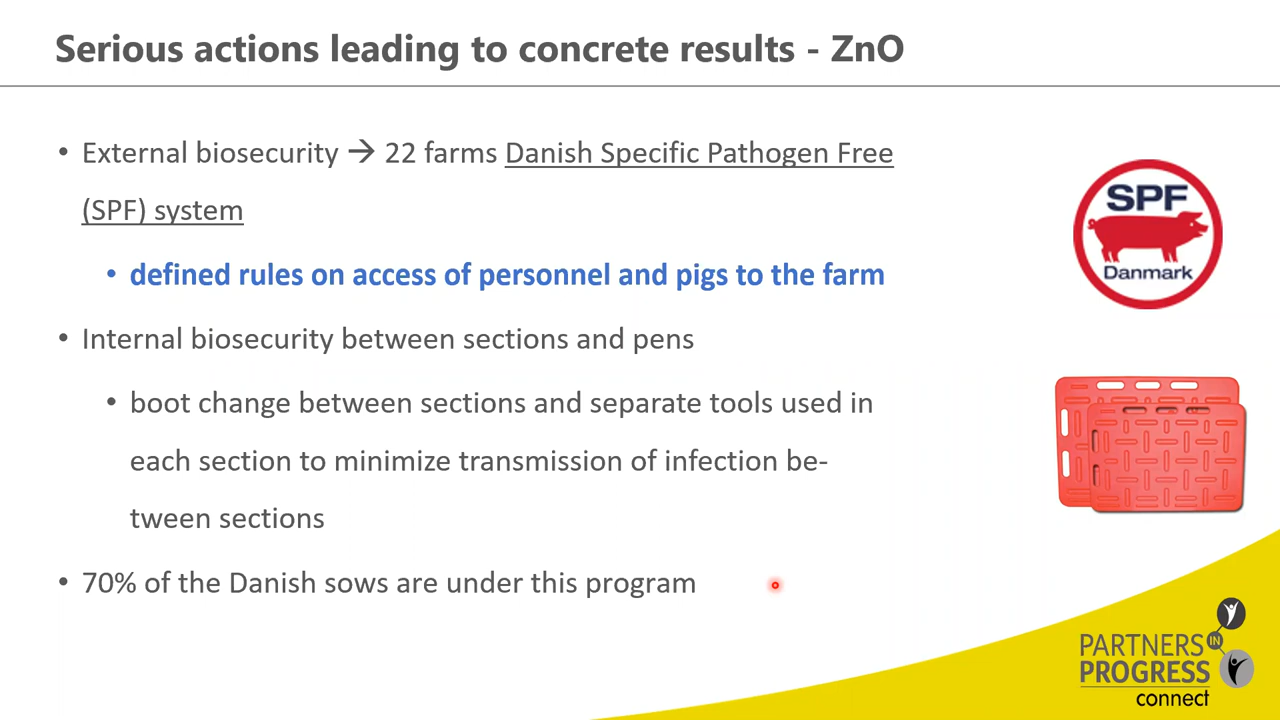 Serious actions leading to concrete results - ZnO
• External biosecurity → 22 farms Danish Specific Pathogen Free
(SPF) system
• defined rules on access of personnel and pigs to the farm
• Internal biosecurity between sections and pens
• boot change between sections and separate tools used in
each section to minimize transmission of infection be-
tween sections
• 70% of the Danish sows are under this program
SPF
Danmark
PARTNERS
IN
PROGRESS
connect